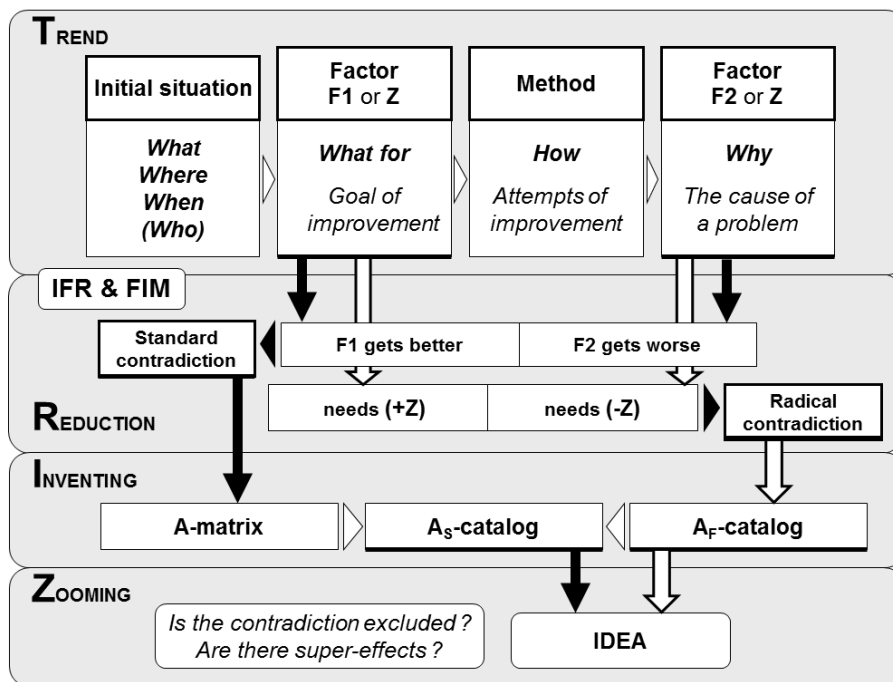 TREND
Initial situation
What
Where
When
(Who)
Factor
F1 or Z
What for
Goal of
improvement
Method
How
Attempts of
improvement
Factor
F2 or Z
Why
The cause of
a problem
IFR & FIM
Standard
contradiction
F1 gets better
F2 gets worse
needs (+Z)
needs (-Z)
Radical
contradiction
REDUCTION
INVENTING
A-matrix
AS-catalog
AF-catalog
ZOOMING
Is the contradiction excluded ?
Are there super-effects ?
IDEA